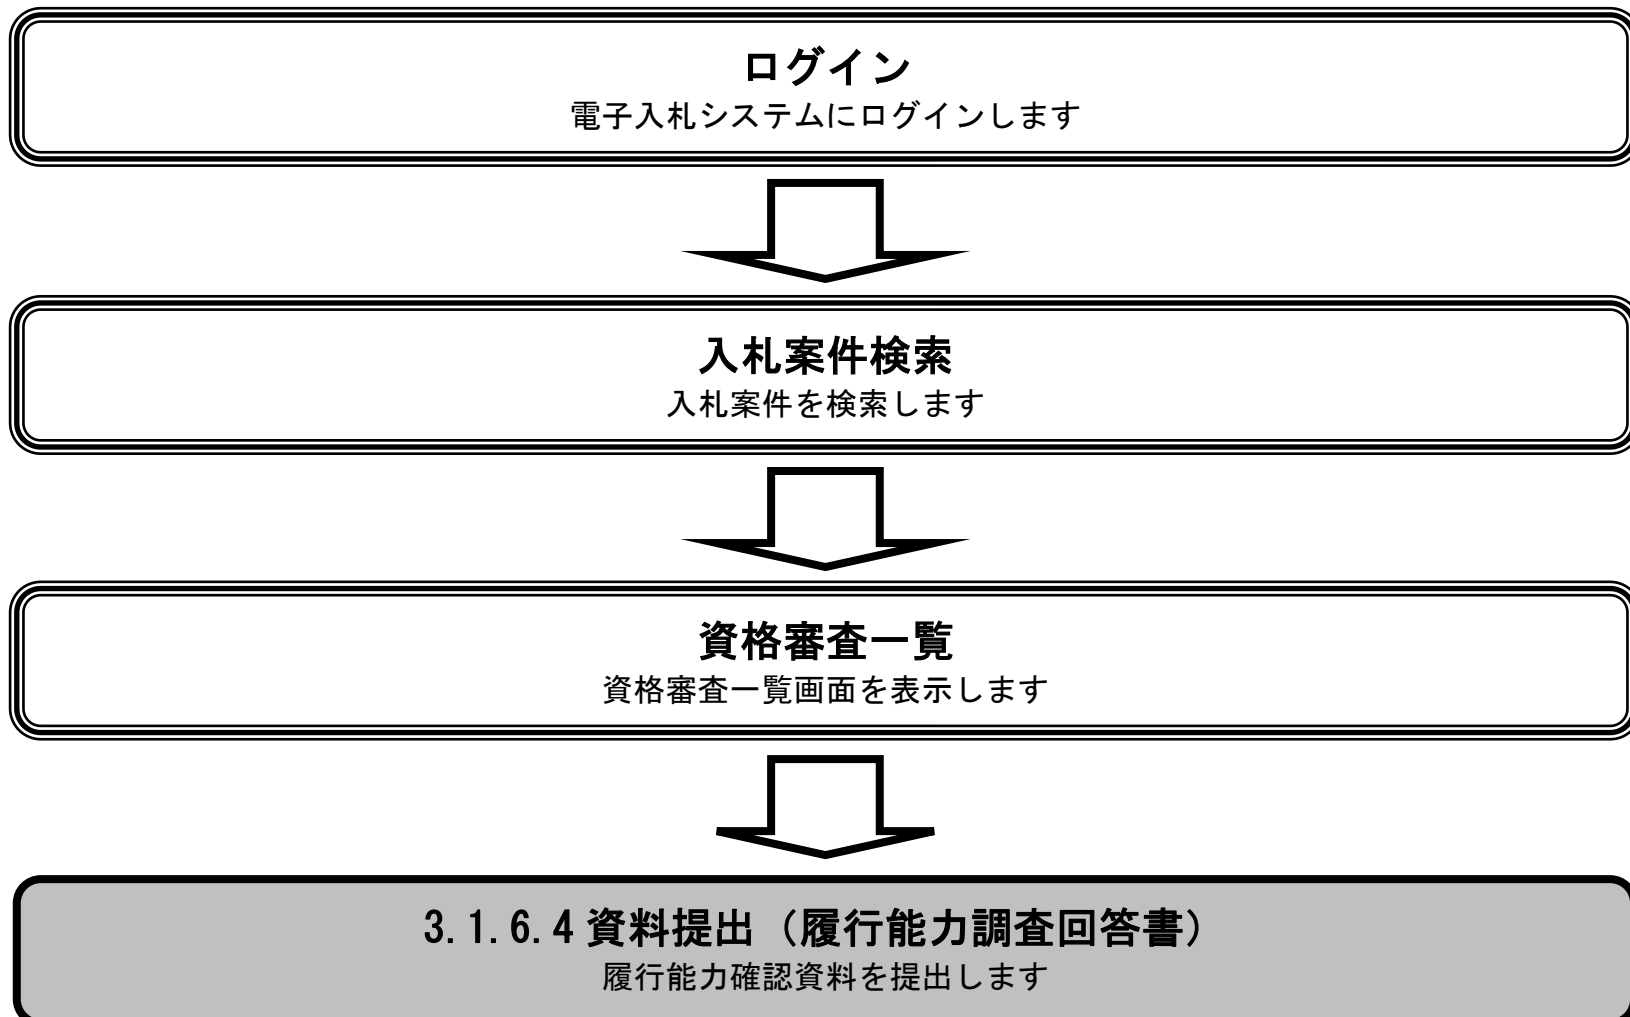 ログイン
電子入札システムにログインします
入札案件検索
入札案件を検索します
資格審査一覧
資格審査一覧画面を表示します
3.1.6.4 資料提出（履行能力調査回答書）
履行能力確認資料を提出します